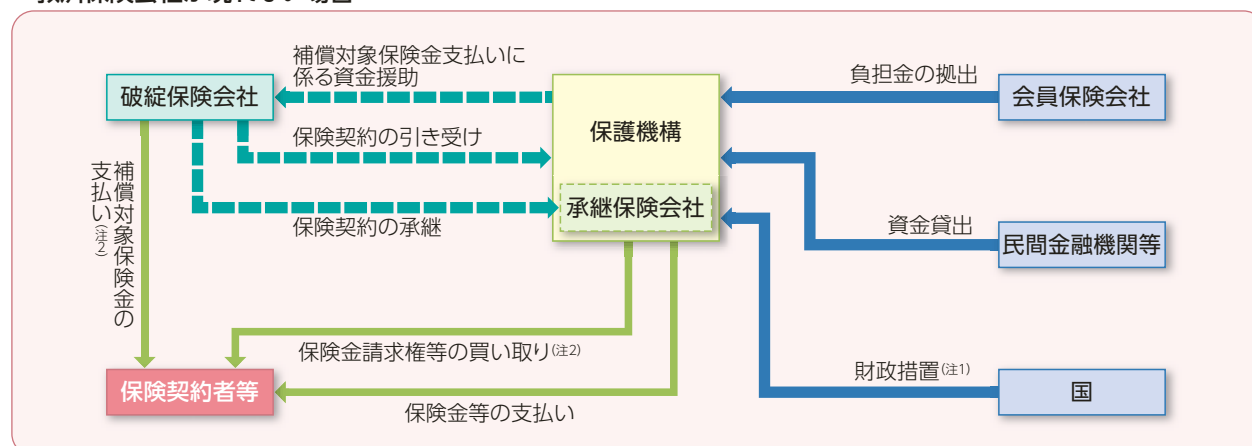 補償対象保険金支払いに
係る資金援助
負担金の拠出
破綻保険会社
会員保険会社
保険契約の引き受け
保護機構
補償対象保険金の
支払い(注2)
承継保険会社
保険契約の承継
資金貸出
民間金融機関等
保険金請求権等の買い取り(注2)
財政措置(注1)
保険契約者等
国
保険金等の支払い